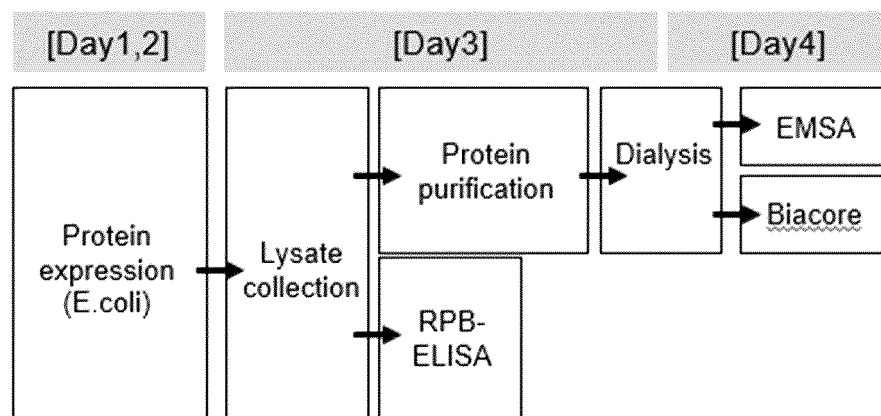 [Day1,2]
[Day3]
[Day4]
Protein
expression
(E.coli)
Lysate
collection
Protein
purification
Dialysis
EMSA
Biacore
RPB-
ELISA